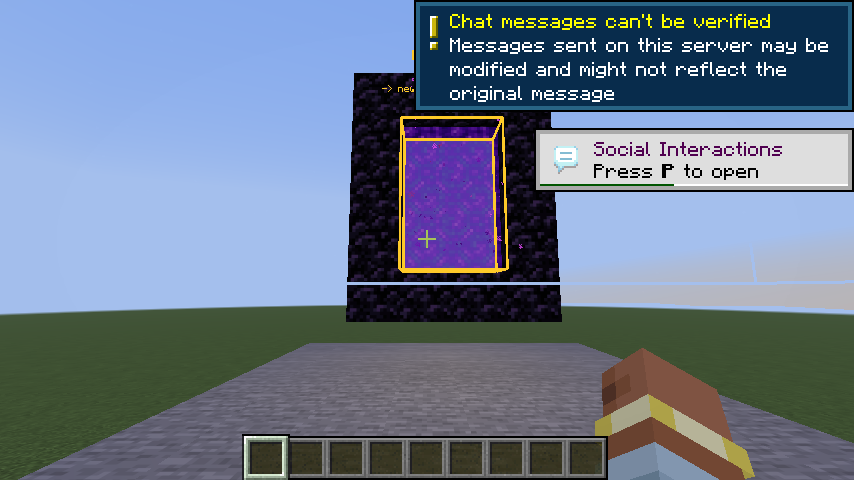 Chat messages can't be verified
Messages sent on this server may be
modified and might not reflect the
original message
Social Interactions
Press P to open
-> new